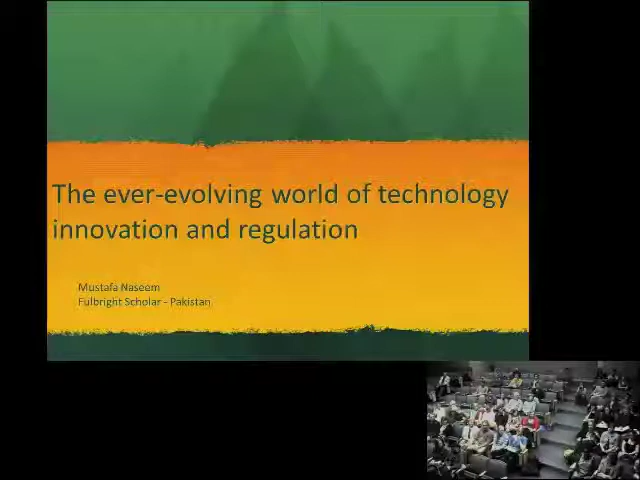 The ever-evolving world of technology
innovation and regulation
Mustafa Naseem
Fulbright Scholar - Pakistan